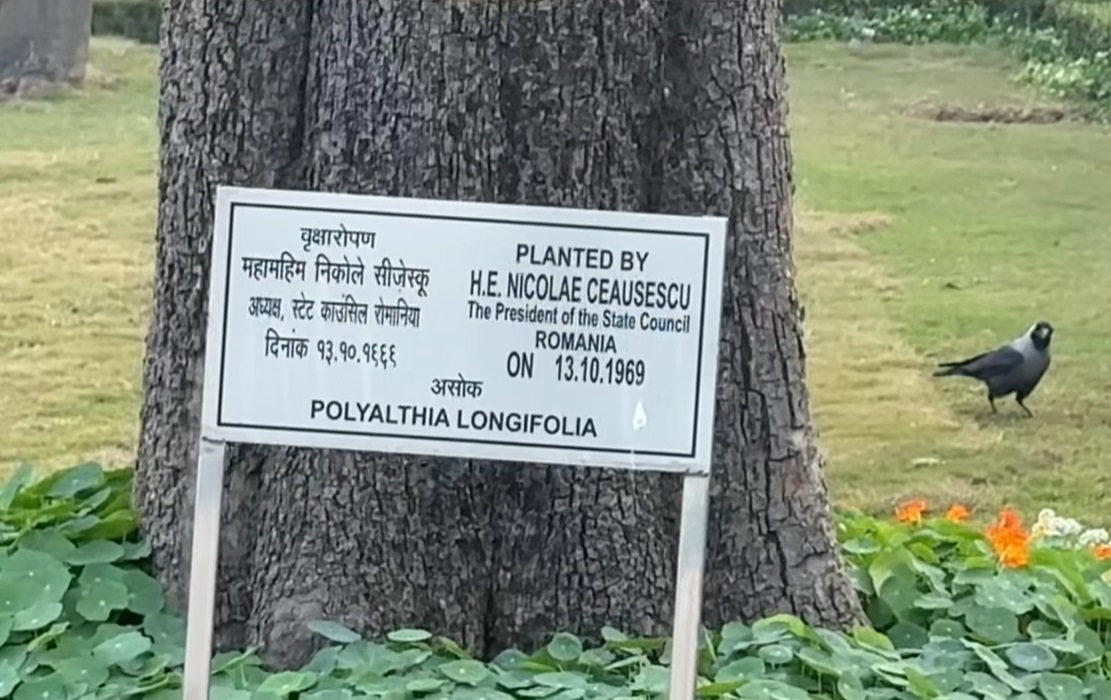 वृक्षारोपण
महामहिम निकोले सीज़ेस्कू
अध्यक्ष, स्टेट काउंसिल रोमानिया
दिनांक १३.१०.१९६६
PLANTED BY
H.E. NICOLAE CEAUSESCU
The President of the State Council
ROMANIA
ON 13.10.1969
असोक
POLYALTHIA LONGIFOLIA